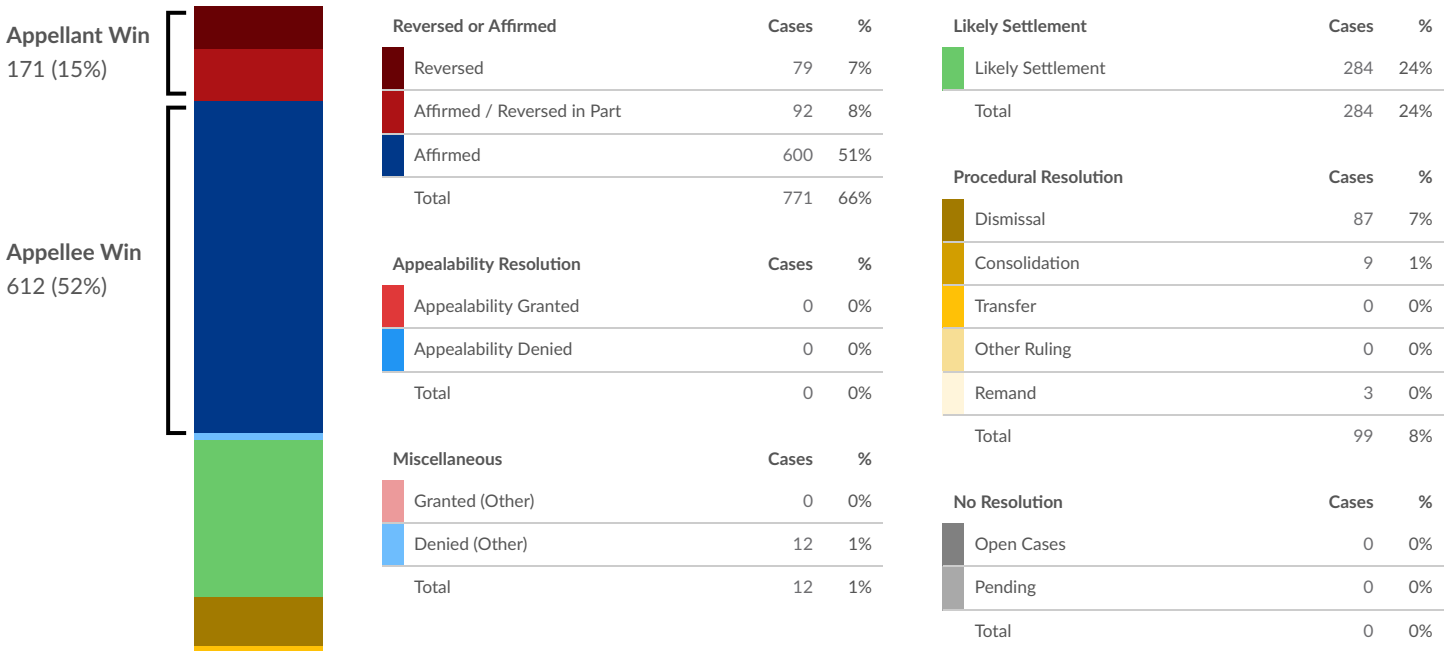 Appellant Win
171 (15%)
Appellee Win
612 (52%)
Reversed or Affirmed Cases %
Reversed 79 7%
Affirmed / Reversed in Part 92 8%
Affirmed 600 51%
Total 771 66%
Appealability Resolution Cases %
Appealability Granted 0 0%
Appealability Denied 0 0%
Total 0 0%
Miscellaneous Cases %
Granted (Other) 0 0%
Denied (Other) 12 1%
Total 12 1%
Likely Settlement Cases %
Likely Settlement 284 24%
Total 284 24%
Procedural Resolution Cases %
Dismissal 87 7%
Consolidation 9 1%
Transfer 0 0%
Other Ruling 0 0%
Remand 3 0%
Total 99 8%
No Resolution Cases %
Open Cases 0 0%
Pending 0 0%
Total 0 0%